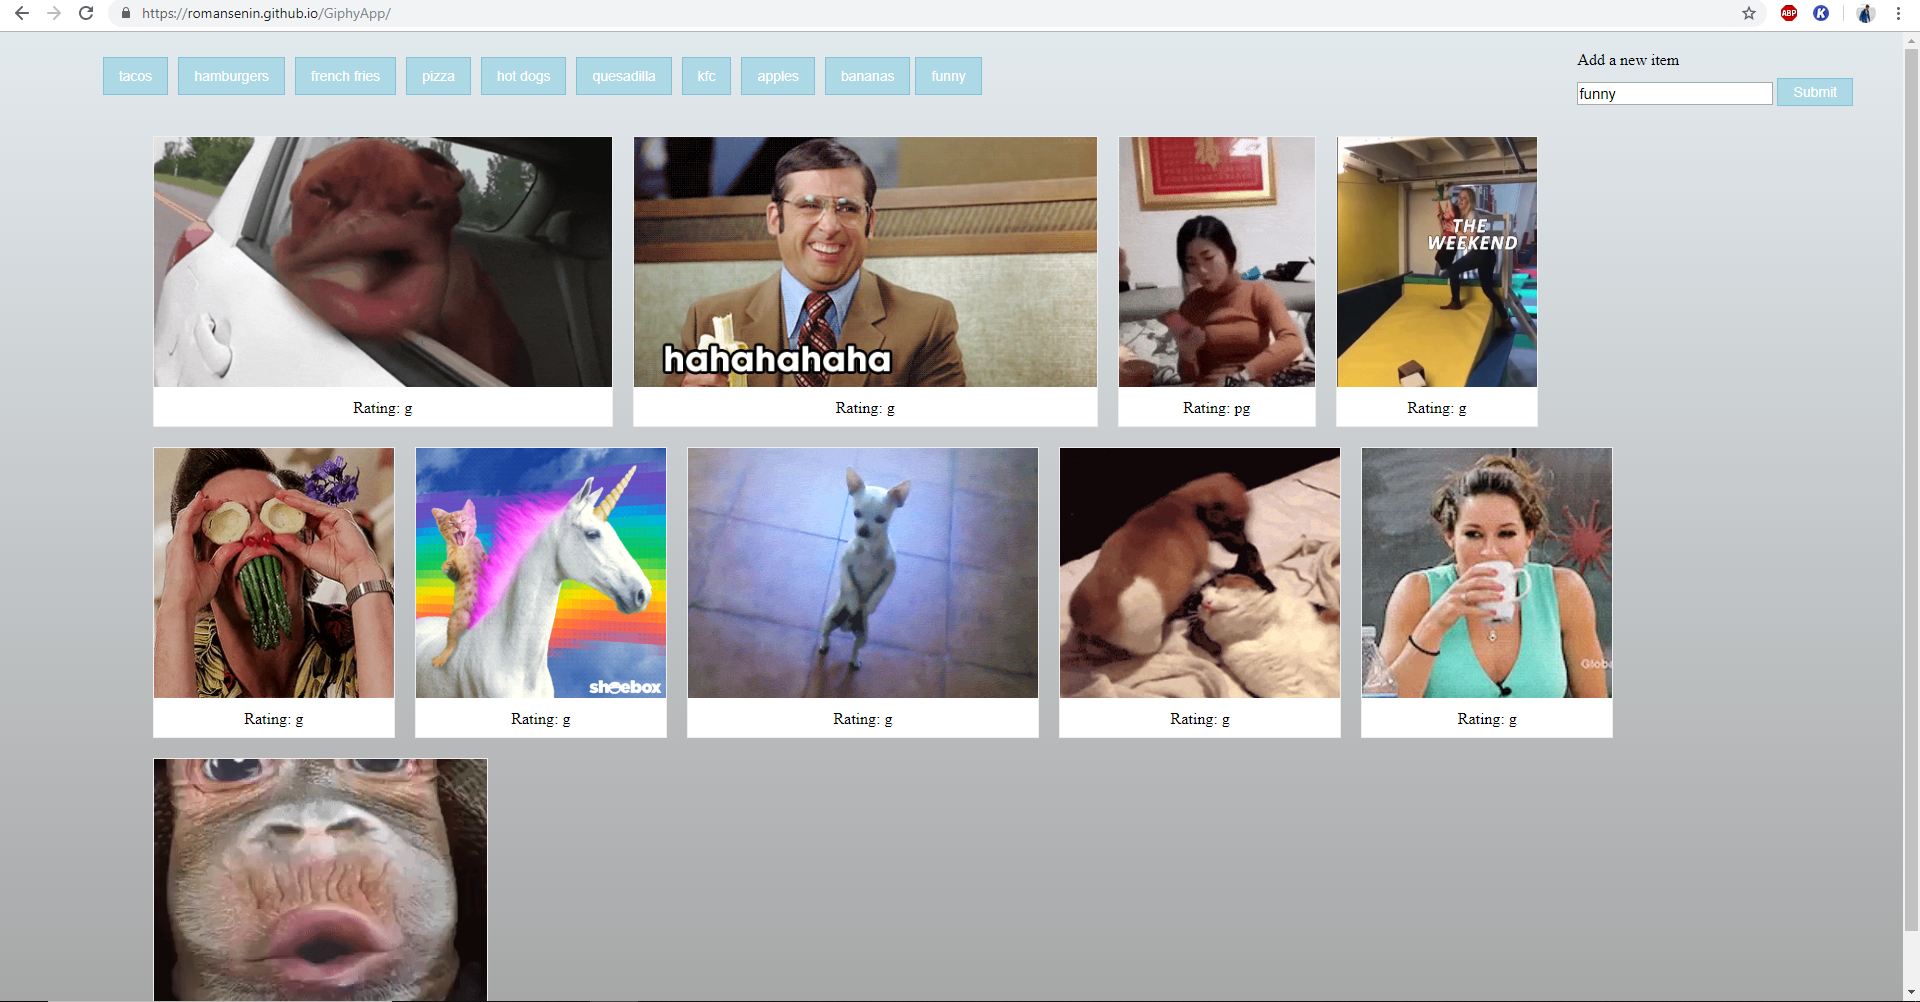 https://romansenin.github.io/GiphyApp/
ABP
K
Add a new item
tacos hamburgers french fries pizza hot dogs quesadilla kfc apples bananas funny
funny Submit
THE
WEEKEND
hahahahaha
Rating: g Rating: g Rating: pg Rating: g
shoebox
Rating: g Rating: g Rating: g Rating: g Rating: g